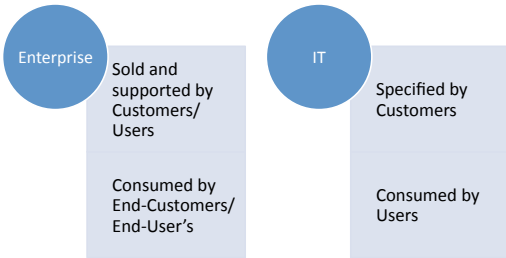 Enterprise
Sold and
supported by
Customers/
Users
Consumed by
End-Customers/
End-User’s
IT
Specified by
Customers
Consumed by
Users